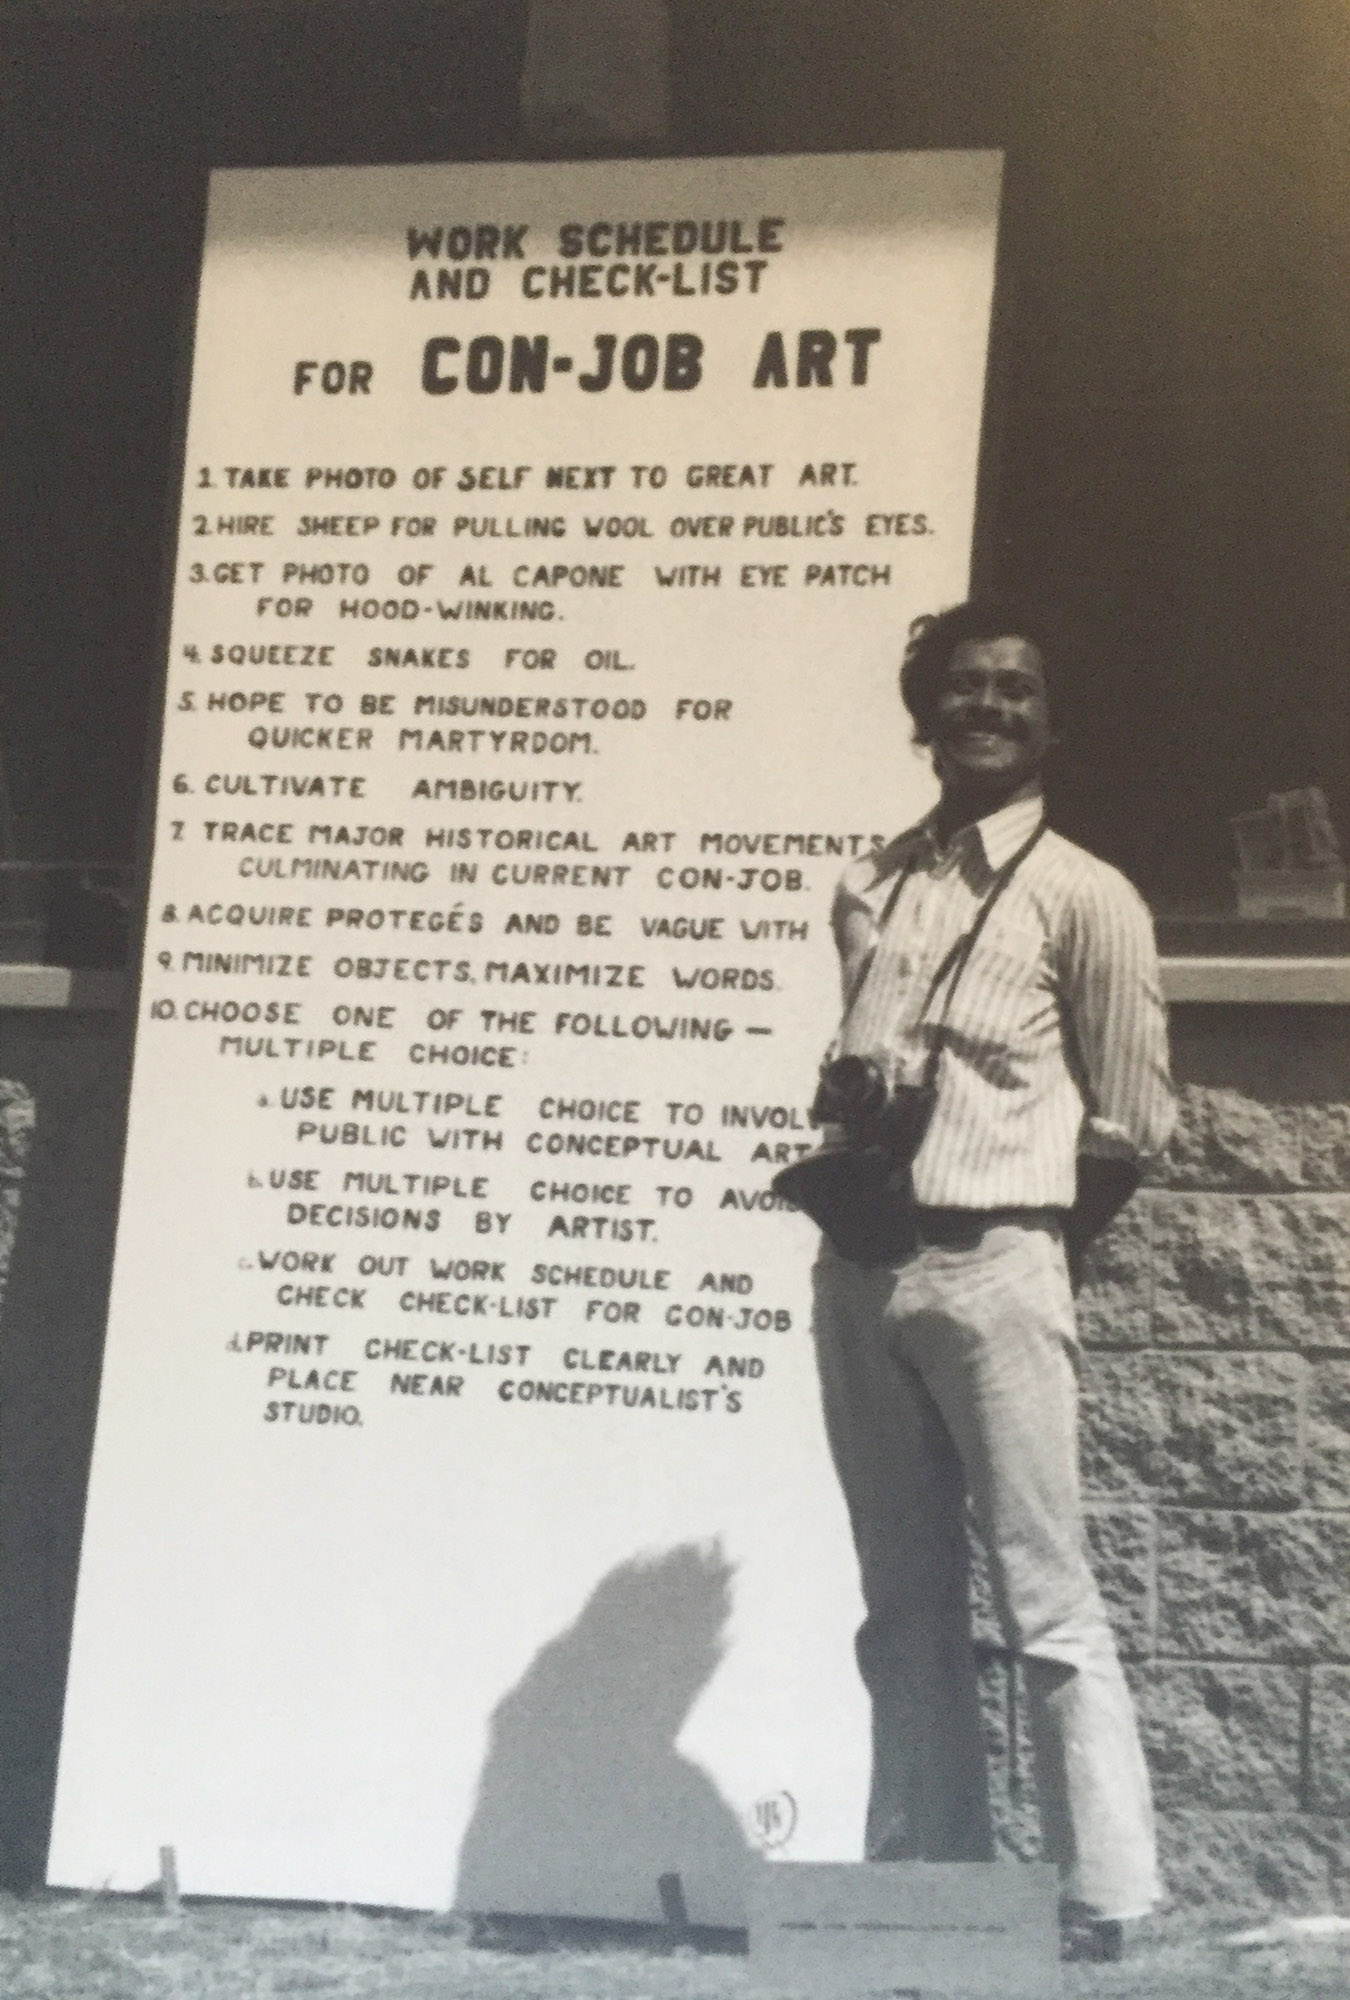 WORK SCHEDULE
AND CHECK-LIST
FOR CON-JOB ART
1. TAKE PHOTO OF SELF NEXT TO GREAT ART.
2. HIRE SHEEP FOR PULLING WOOL OVER PUBLIC'S EYES.
3. GET PHOTO OF AL CAPONE WITH EYE PATCH
FOR HOOD-WINKING.
4. SQUEEZE SNAKES FOR OIL.
5. HOPE TO BE MISUNDERSTOOD FOR
QUICKER MARTYRDOM.
6. CULTIVATE AMBIGUITY.
7. TRACE MAJOR HISTORICAL ART MOVEMENTS
CULMINATING IN CURRENT CON-JOB.
8. ACQUIRE PROTEGÉS AND BE VAGUE WITH
9. MINIMIZE OBJECTS, MAXIMIZE WORDS.
10. CHOOSE ONE OF THE FOLLOWING —
MULTIPLE CHOICE:
a. USE MULTIPLE CHOICE TO INVOLV
PUBLIC WITH CONCEPTUAL ART
b. USE MULTIPLE CHOICE TO AVOID
DECISIONS BY ARTIST.
c. WORK OUT WORK SCHEDULE AND
CHECK CHECK-LIST FOR CON-JOB
d. PRINT CHECK-LIST CLEARLY AND
PLACE NEAR CONCEPTUALIST'S
STUDIO.